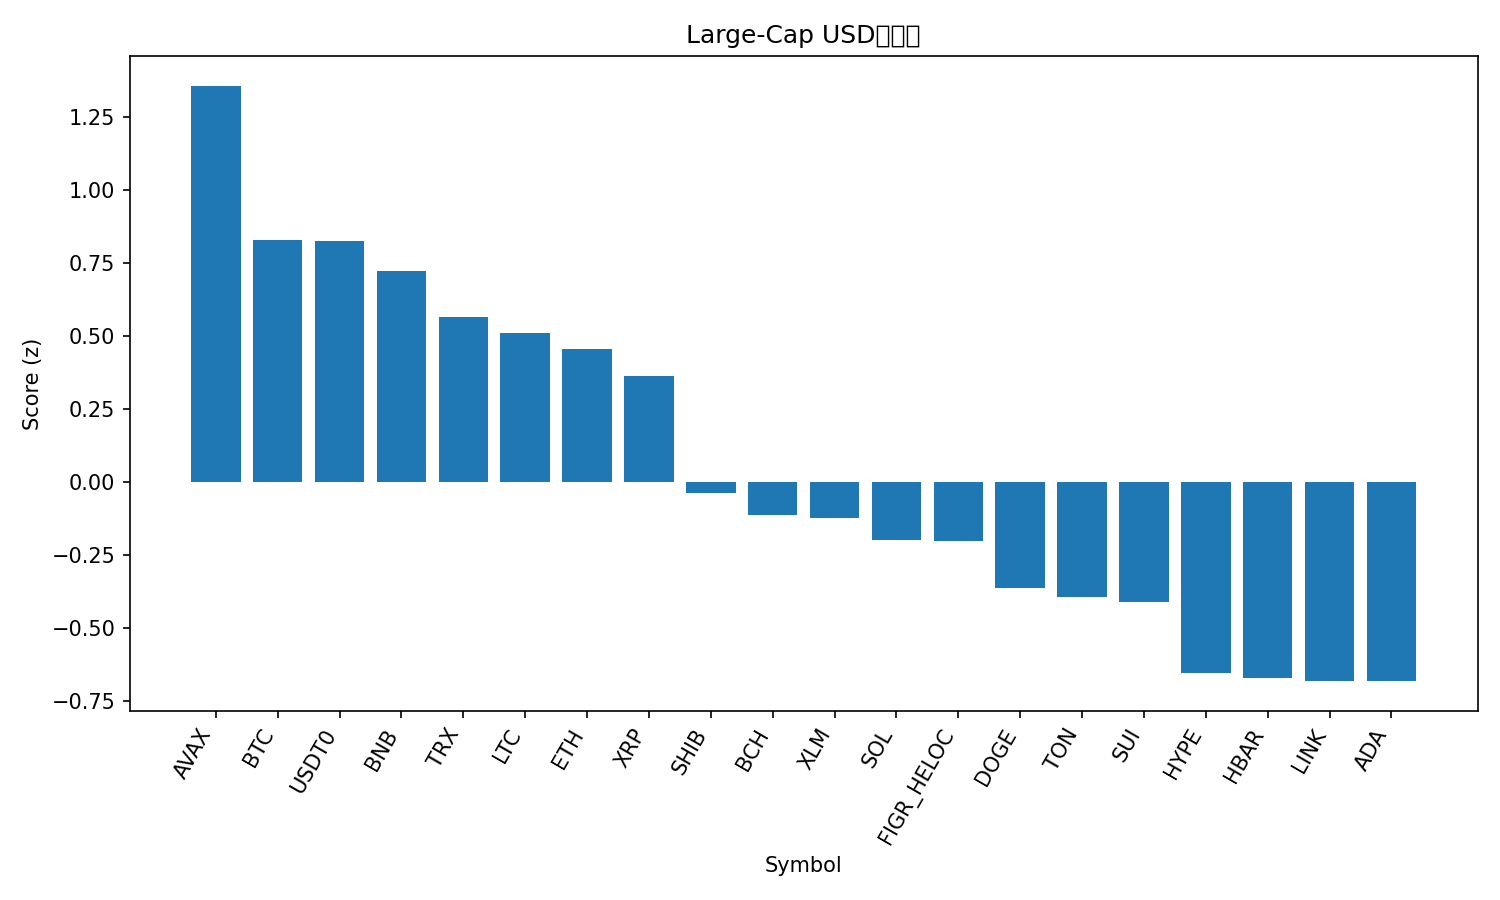 Large-Cap USD
Score (z)
1.25
1.00
0.75
0.50
0.25
0.00
−0.25
−0.50
−0.75
AVAX
BTC
USDT0
BNB
TRX
LTC
ETH
XRP
SHIB
BCH
XLM
SOL
FIGR_HELOC
DOGE
TON
SUI
HYPE
HBAR
LINK
ADA
Symbol